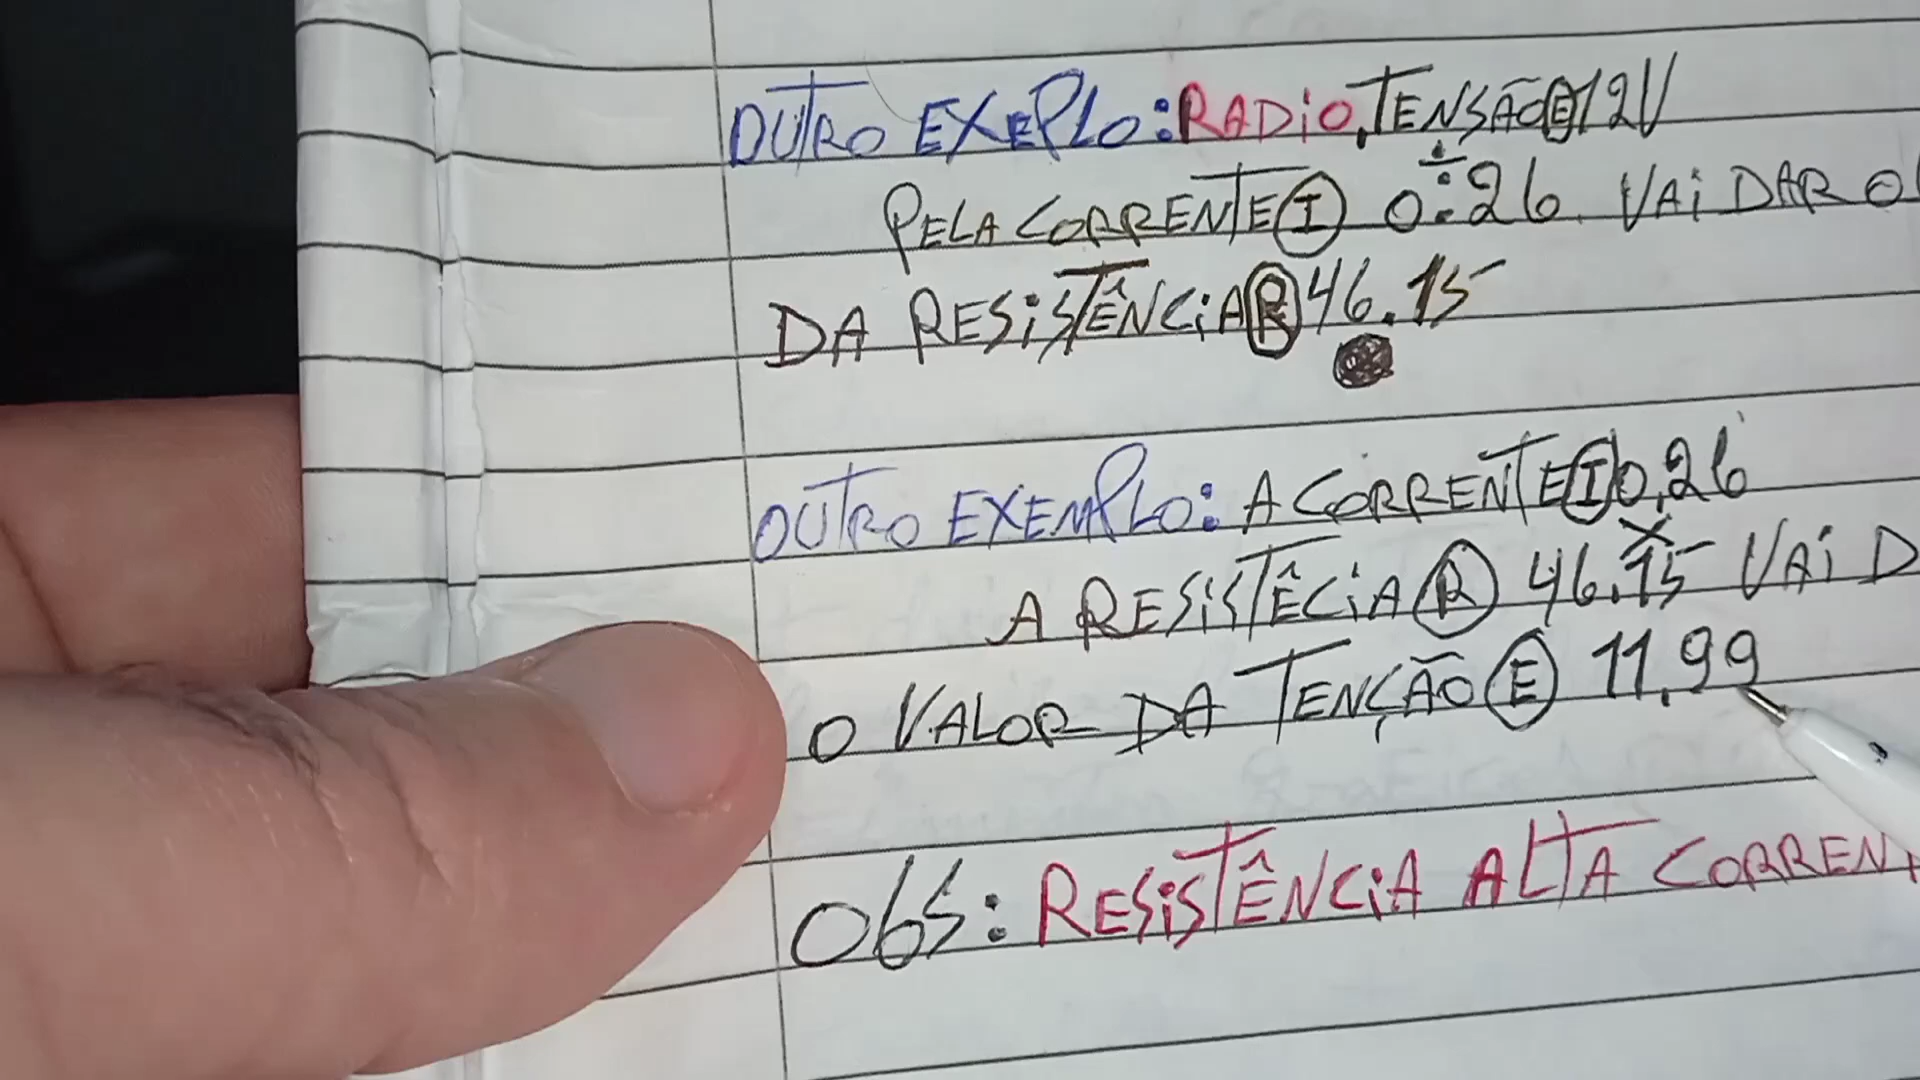 OUTRO EXEPLO: RADIO, TENSÃO E 12V
PELA CORRENTE I 0.26 VAI DAR O
÷
DA RESISTÊNCIA R 46.15
OUTRO EXEMPLO: A CORRENTE I 0,26
X
A RESISTÊCIA R 46.15 VAI D
O VALOR DA TENÇÃO E 11,99
OBS: RESISTÊNCIA ALTA CORREN